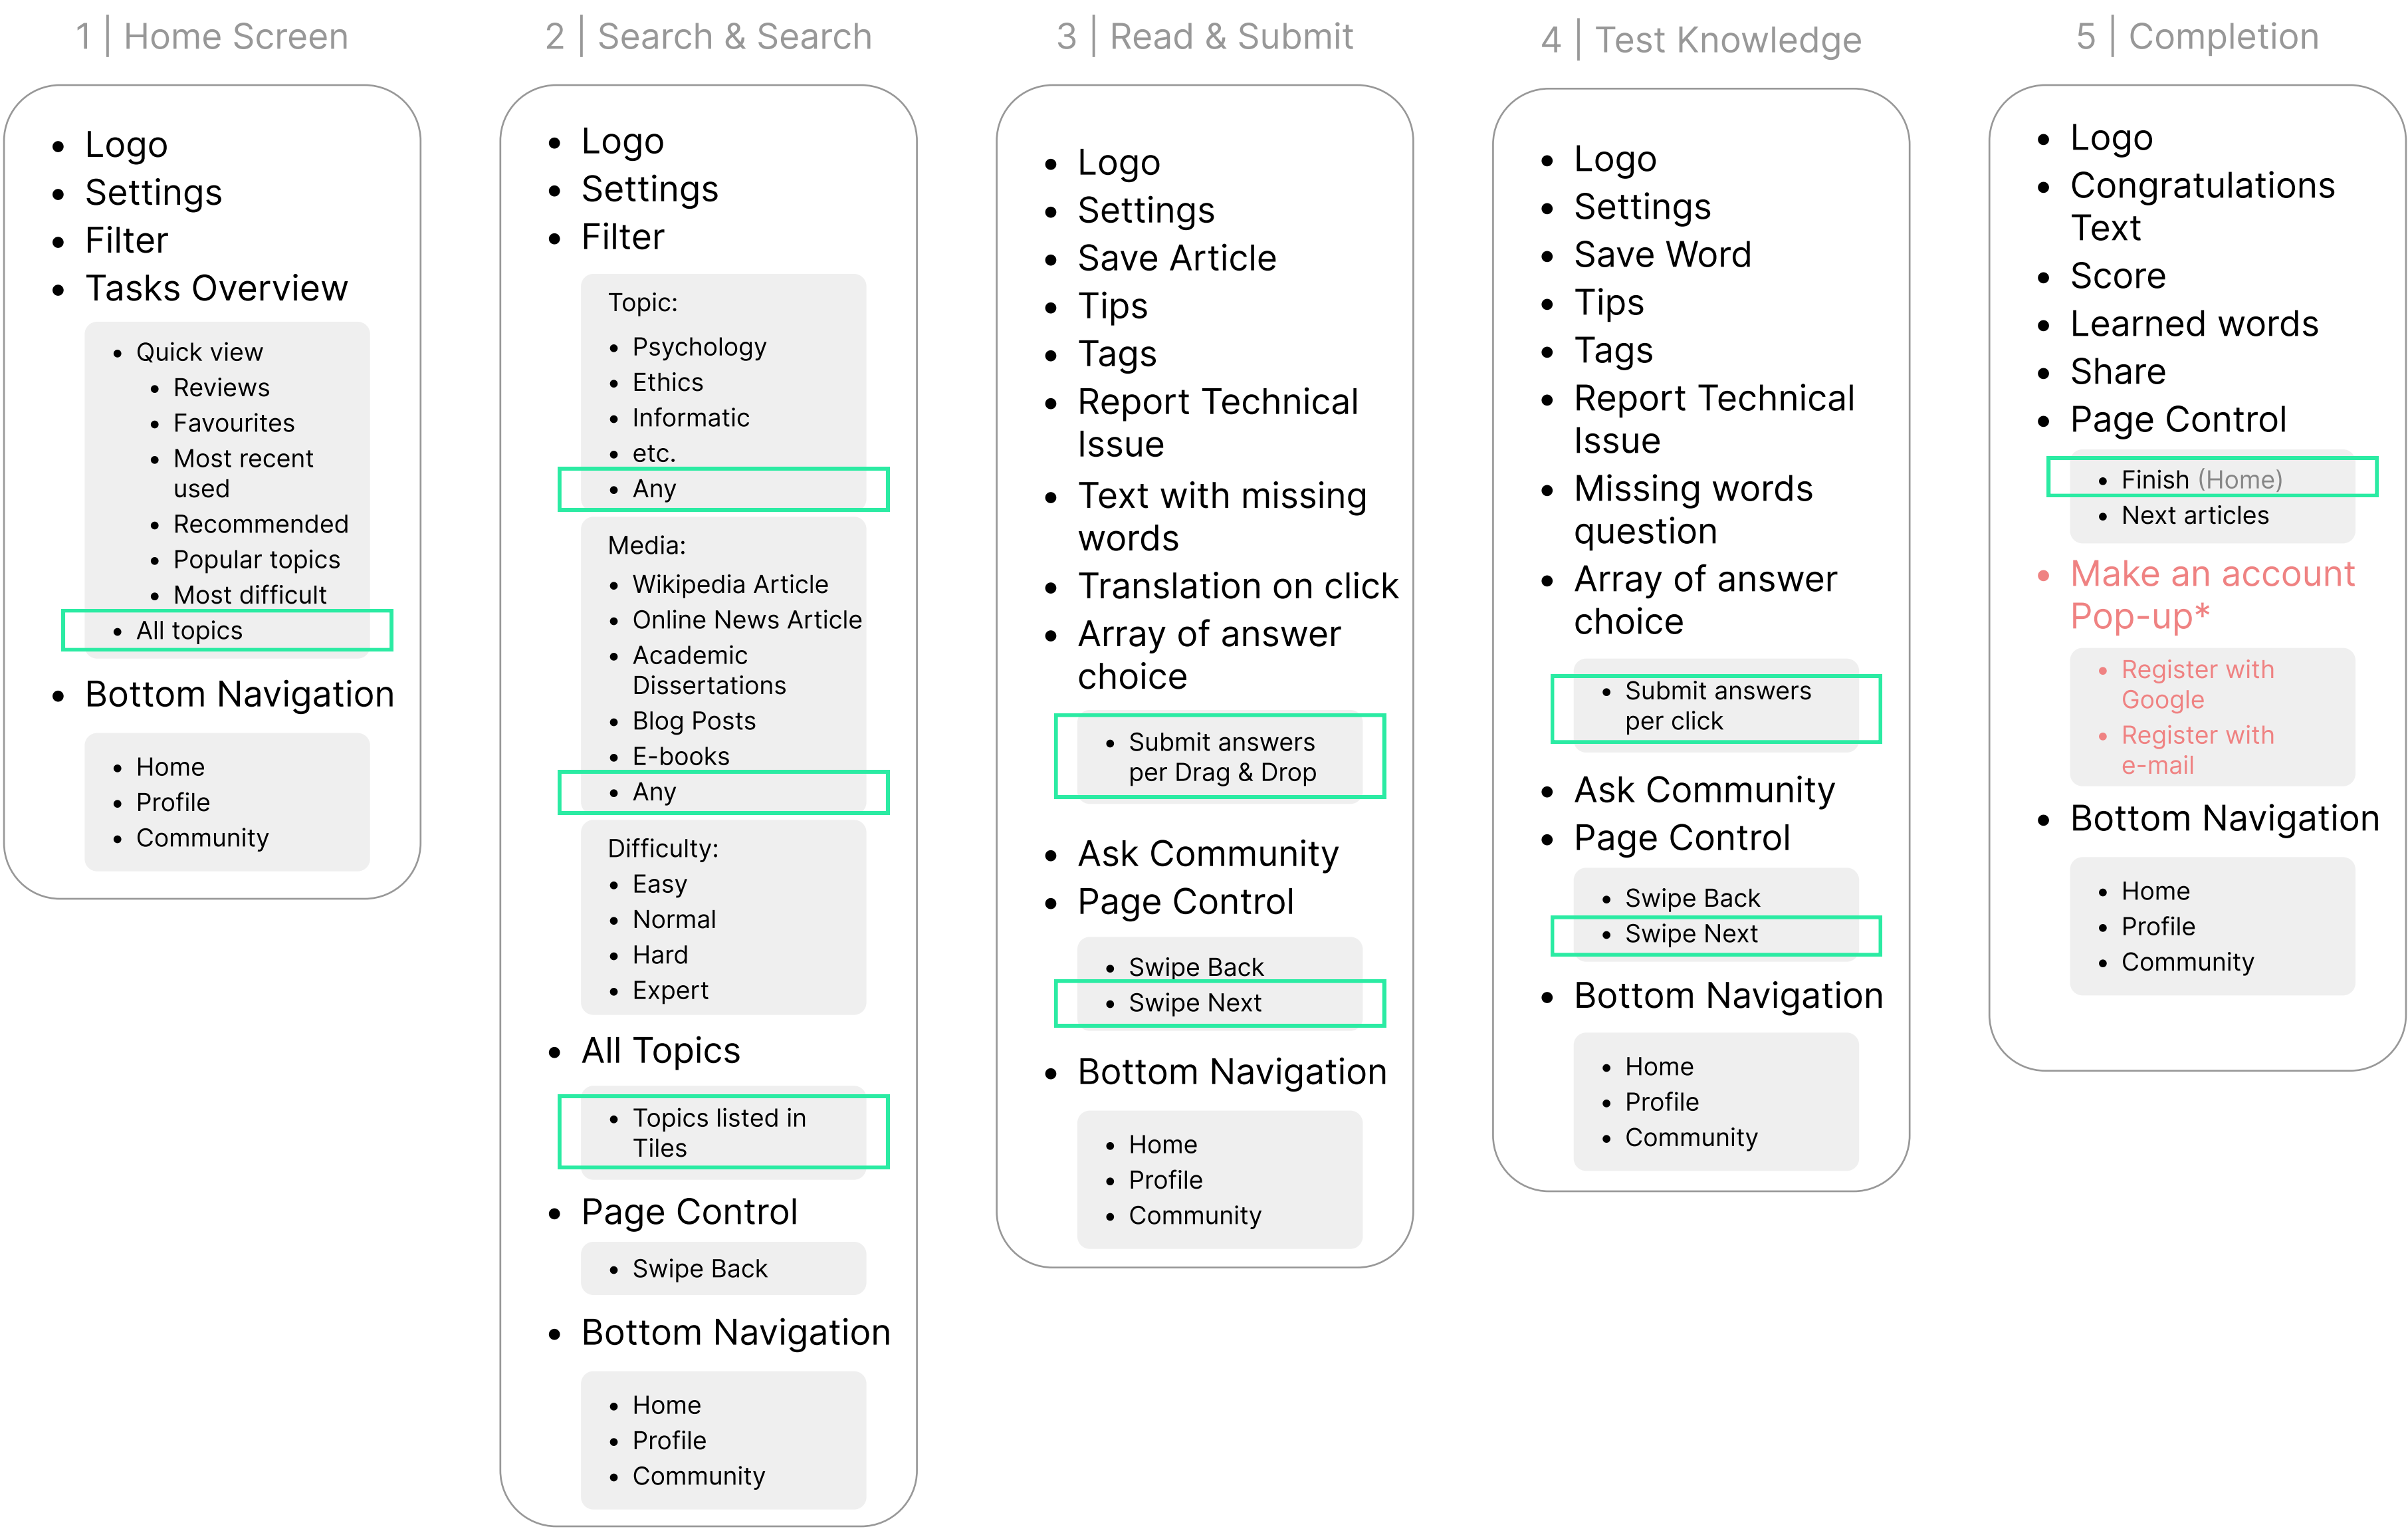 1 | Home Screen
• Logo
• Settings
• Filter
• Tasks Overview
• Quick view
• Reviews
• Favourites
• Most recent
used
• Recommended
• Popular topics
• Most difficult
• All topics
• Bottom Navigation
• Home
• Profile
• Community
2 | Search & Search
• Logo
• Settings
• Filter
Topic:
• Psychology
• Ethics
• Informatic
• etc.
• Any
Media:
• Wikipedia Article
• Online News Article
• Academic
Dissertations
• Blog Posts
• E-books
• Any
Difficulty:
• Easy
• Normal
• Hard
• Expert
• All Topics
• Topics listed in
Tiles
• Page Control
• Swipe Back
• Bottom Navigation
• Home
• Profile
• Community
3 | Read & Submit
• Logo
• Settings
• Save Article
• Tips
• Tags
• Report Technical
Issue
• Text with missing
words
• Translation on click
• Array of answer
choice
• Submit answers
per Drag & Drop
• Ask Community
• Page Control
• Swipe Back
• Swipe Next
• Bottom Navigation
• Home
• Profile
• Community
4 | Test Knowledge
• Logo
• Settings
• Save Word
• Tips
• Tags
• Report Technical
Issue
• Missing words
question
• Array of answer
choice
• Submit answers
per click
• Ask Community
• Page Control
• Swipe Back
• Swipe Next
• Bottom Navigation
• Home
• Profile
• Community
5 | Completion
• Logo
• Congratulations
Text
• Score
• Learned words
• Share
• Page Control
• Finish (Home)
• Next articles
• Make an account
Pop-up*
• Register with
Google
• Register with
e-mail
• Bottom Navigation
• Home
• Profile
• Community